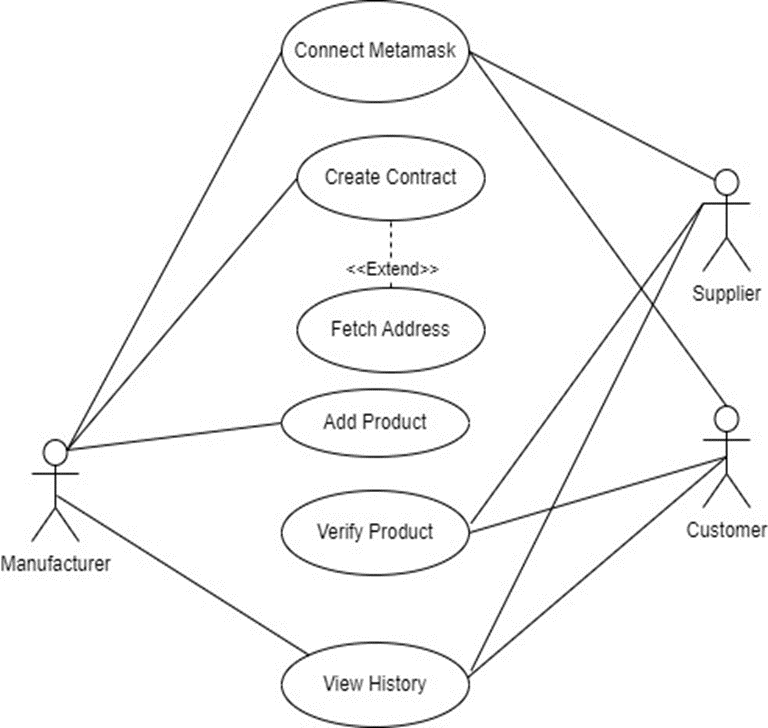 Connect Metamask
Create Contract
<<Extend>>
Supplier
Fetch Address
Add Product
Verify Product
Customer
Manufacturer
View History